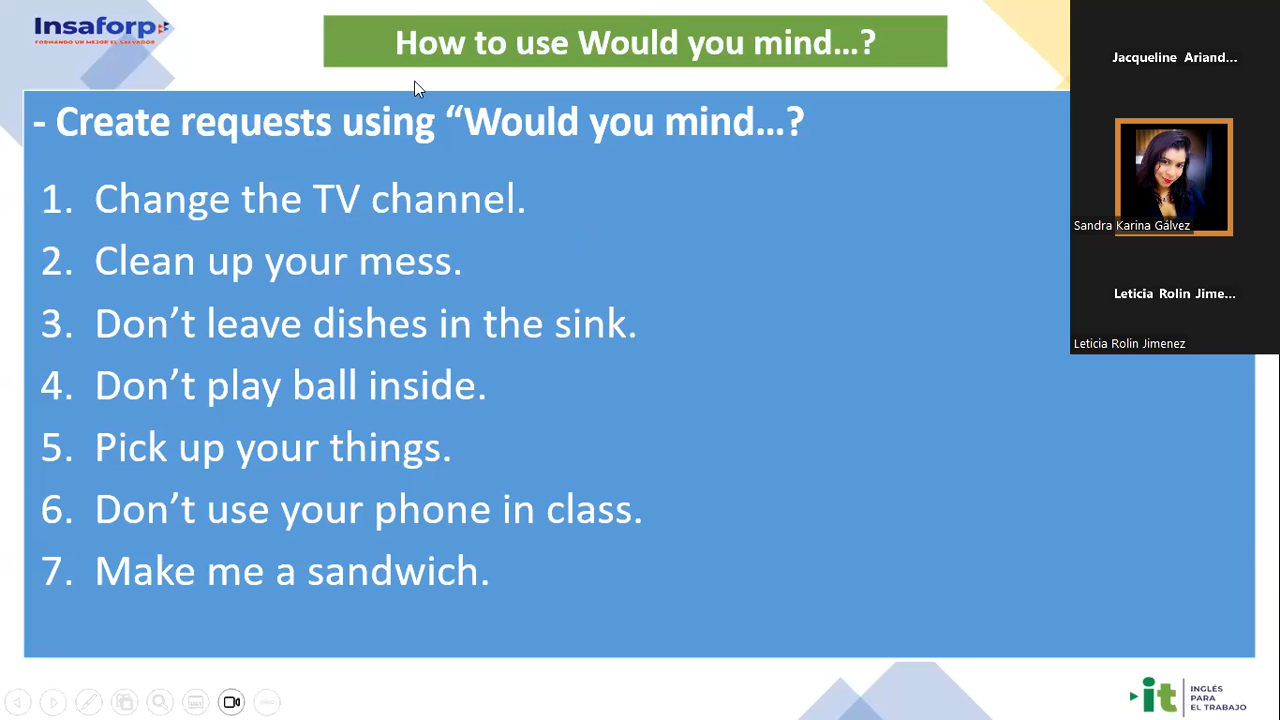 Insaforp
FORMANDO UN MEJOR EL SALVADOR
How to use Would you mind…?
- Create requests using “Would you mind…?
1. Change the TV channel.
2. Clean up your mess.
3. Don’t leave dishes in the sink.
4. Don’t play ball inside.
5. Pick up your things.
6. Don’t use your phone in class.
7. Make me a sandwich.
Jacqueline Ariand...
Sandra Karina Gálvez
Leticia Rolin Jime...
Leticia Rolin Jimenez
it
INGLÉS
PARA
EL TRABAJO